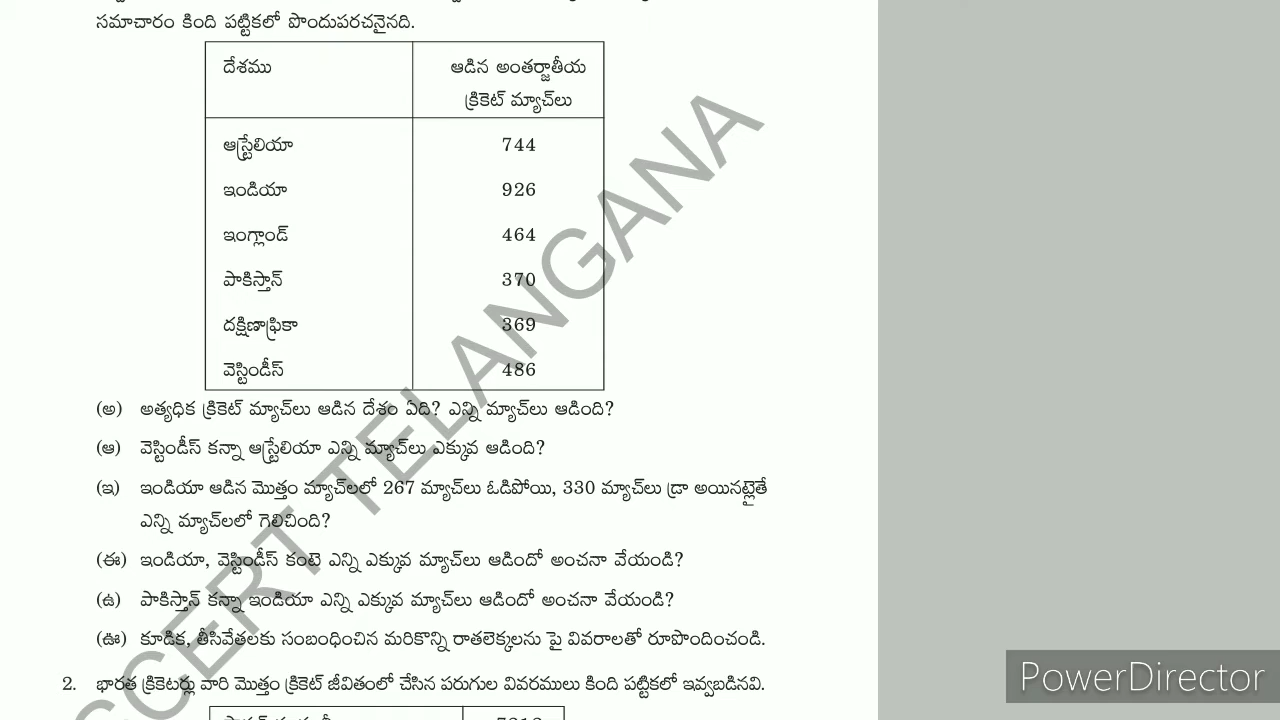 సమాచారం కింది పట్టికలో పొందుపరచనైనది.
దేశము ఆడిన అంతర్జాతీయ
క్రికెట్ మ్యాచ్‌లు
ఆస్ట్రేలియా 744
ఇండియా 926
ఇంగ్లాండ్ 464
పాకిస్తాన్ 370
దక్షిణాఫ్రికా 369
వెస్టిండీస్ 486
(అ) అత్యధిక క్రికెట్ మ్యాచ్‌లు ఆడిన దేశం ఏది? ఎన్ని మ్యాచ్‌లు ఆడింది?
(ఆ) వెస్టిండీస్ కన్నా ఆస్ట్రేలియా ఎన్ని మ్యాచ్‌లు ఎక్కువ ఆడింది?
(ఇ) ఇండియా ఆడిన మొత్తం మ్యాచ్‌లలో 267 మ్యాచ్‌లు ఓడిపోయి, 330 మ్యాచ్‌లు డ్రా అయినట్లైతే
ఎన్ని మ్యాచ్‌లలో గెలిచింది?
(ఈ) ఇండియా, వెస్టిండీస్ కంటె ఎన్ని ఎక్కువ మ్యాచ్‌లు ఆడిందో అంచనా వేయండి?
(ఉ) పాకిస్తాన్ కన్నా ఇండియా ఎన్ని ఎక్కువ మ్యాచ్‌లు ఆడిందో అంచనా వేయండి?
(ఊ) కూడిక, తీసివేతలకు సంబంధించిన మరికొన్ని రాతలెక్కలను పై వివరాలతో రూపొందించండి.
2. భారత క్రికెటర్లు వారి మొత్తం క్రికెట్ జీవితంలో చేసిన పరుగుల వివరములు కింది పట్టికలో ఇవ్వబడినవి.
SCERT TELANGANA
PowerDirector